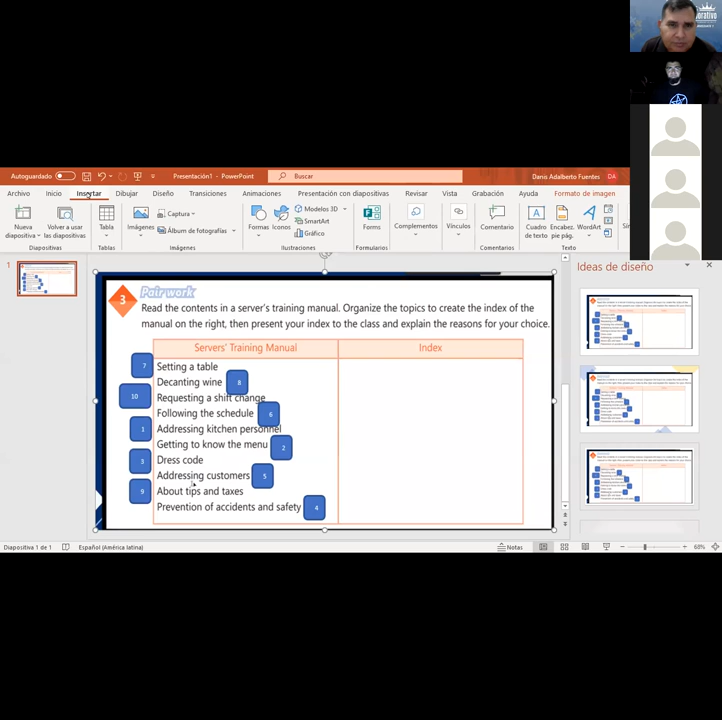 orativo
Autoguardado
Presentación1 - PowerPoint
Buscar
Danis Adalberto Fuentes
DA
Archivo
Inicio
Insertar
Dibujar
Diseño
Transiciones
Animaciones
Presentación con diapositivas
Revisar
Vista
Grabación
Ayuda
Formato de imagen
Nueva diapositiva
Volver a usar las diapositivas
Tabla
Imágenes
Captura
Álbum de fotografías
Formas
Iconos
Modelos 3D
SmartArt
Gráfico
Forms
Complementos
Vínculos
Comentario
Cuadro de texto
Encabez. pie pág.
WordArt
Diapositivas
Tablas
Imágenes
Ilustraciones
Formularios
Comentarios
Texto
1
Ideas de diseño
3 Pair work
Read the contents in a server's training manual. Organize the topics to create the index of the
manual on the right, then present your index to the class and explain the reasons for your choice.
Servers' Training Manual
Index
7 Setting a table
Decanting wine 8
10 Requesting a shift change
Following the schedule 6
1 Addressing kitchen personnel
Getting to know the menu 2
3 Dress code
Addressing customers 5
9 About tips and taxes
Prevention of accidents and safety 4
Diapositiva 1 de 1
Español (América latina)
Notas
68%